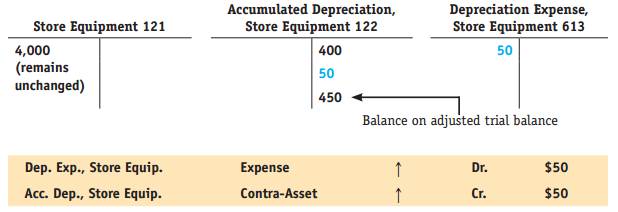 Store Equipment 121
Accumulated Depreciation,
Store Equipment 122
Depreciation Expense,
Store Equipment 613
4,000
(remains
unchanged)
400
50
450
50
Balance on adjusted trial balance
Dep. Exp., Store Equip. Expense ↑ Dr. $50
Acc. Dep., Store Equip. Contra-Asset ↑ Cr. $50